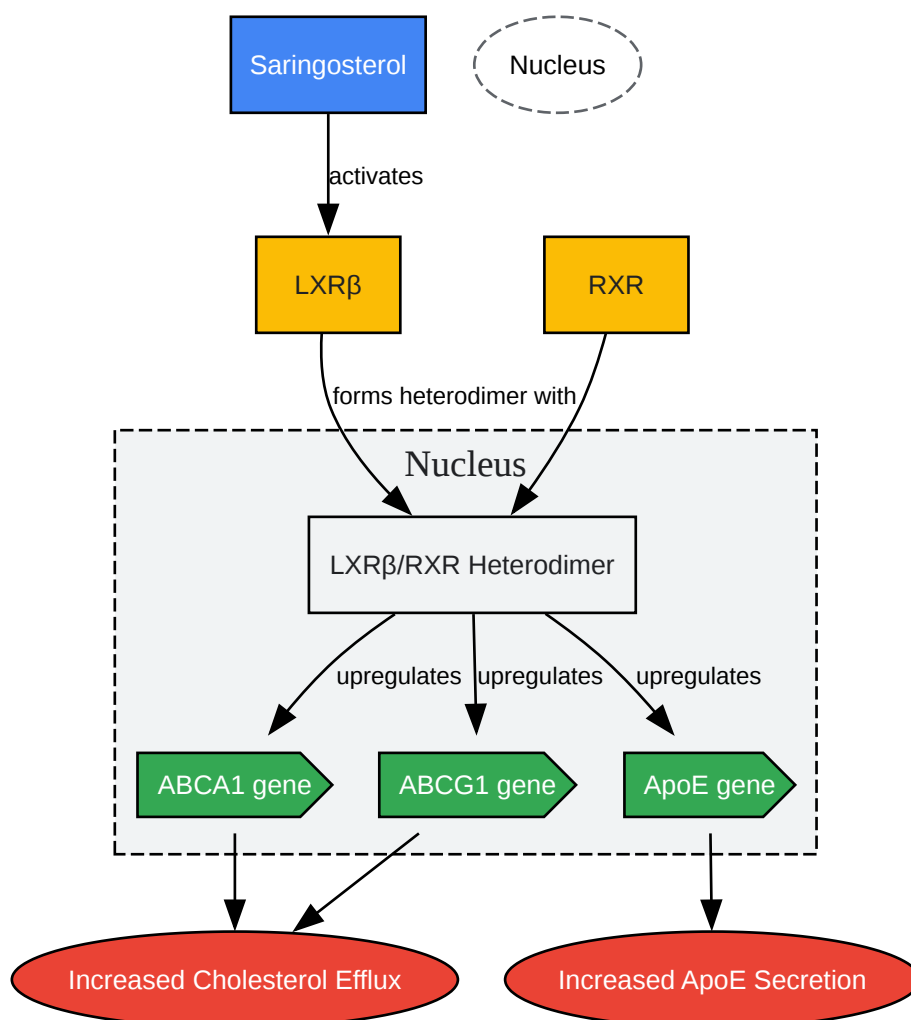 Saringosterol
Nucleus
activates
LXRβ
RXR
forms heterodimer with
Nucleus
LXRβ/RXR Heterodimer
upregulates
upregulates
upregulates
ABCA1 gene
ABCG1 gene
ApoE gene
Increased Cholesterol Efflux
Increased ApoE Secretion